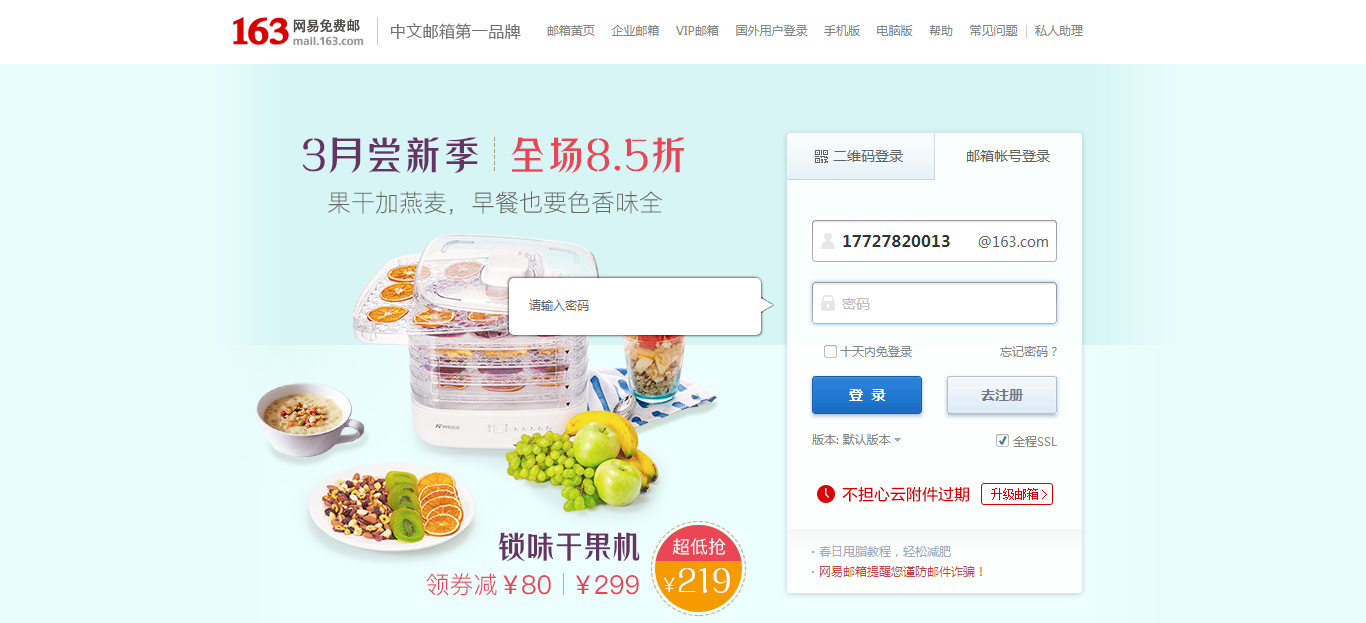 163 网易免费邮
mail.163.com
中文邮箱第一品牌
邮箱黄页 企业邮箱 VIP邮箱 国外用户登录 手机版 电脑版 帮助 常见问题 | 私人助理
3月尝新季 全场8.5折
果干加燕麦，早餐也要色香味全
二维码登录 邮箱帐号登录
17727820013 @163.com
请输入密码
密码
十天内免登录 忘记密码？
登 录 去注册
版本: 默认版本 全程SSL
不担心云附件过期 升级邮箱
锁味干果机
领券减￥80 ￥299
超低抢
￥219
· 春日甩脂教程，轻松减肥
· 网易邮箱提醒您谨防邮件诈骗！